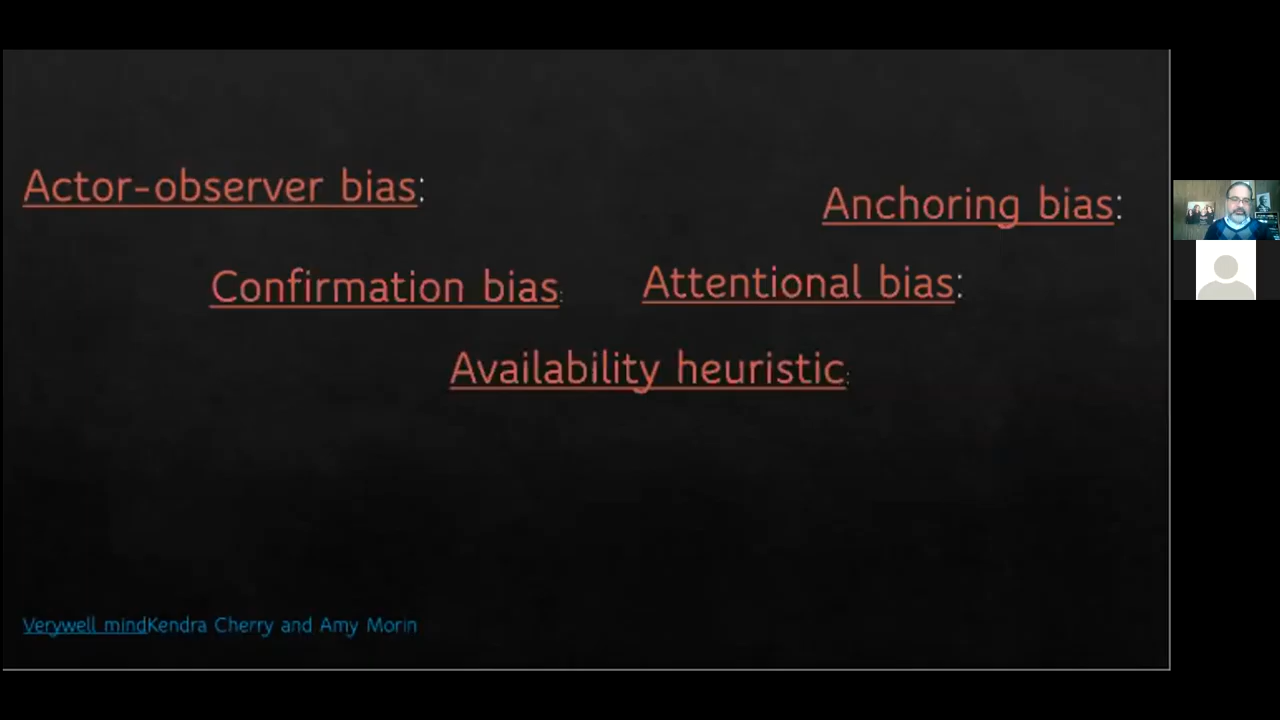 Actor-observer bias:
Anchoring bias:
Confirmation bias:
Attentional bias:
Availability heuristic:
Verywell mindKendra Cherry and Amy Morin